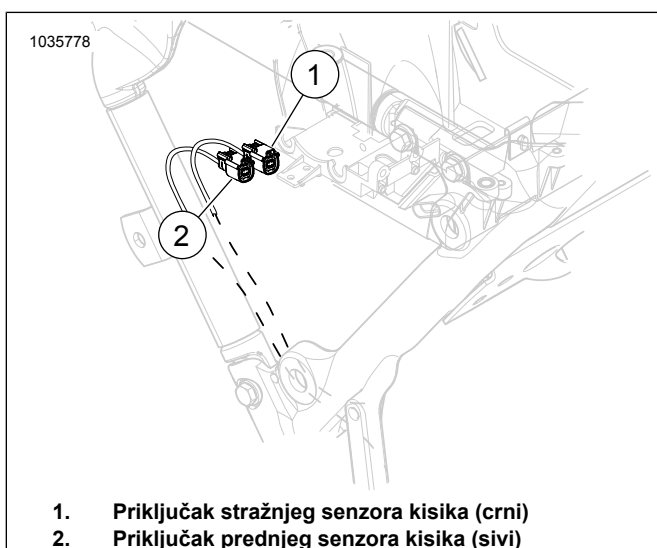 1035778
1
2
1. Priključak stražnjeg senzora kisika (crni)
2. Priključak prednjeg senzora kisika (sivi)